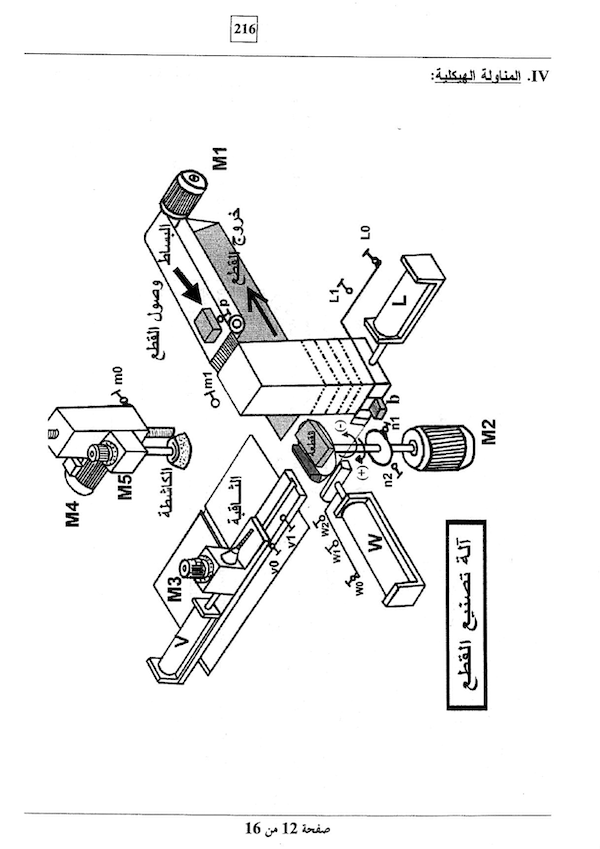 216
IV. المناولة الهيكلية:
M1
البساط
خروج القطع
وصول القطع
p
m1
L0
L1
L
b
n1
n2
M2
(-)
(+)
قطعة
m0
M4
M5
الكاشطة
الثاقبة
M3
V
v0
v1
w2
w1
w0
W
آلة تصنيع القطع
صفحة 12 من 16